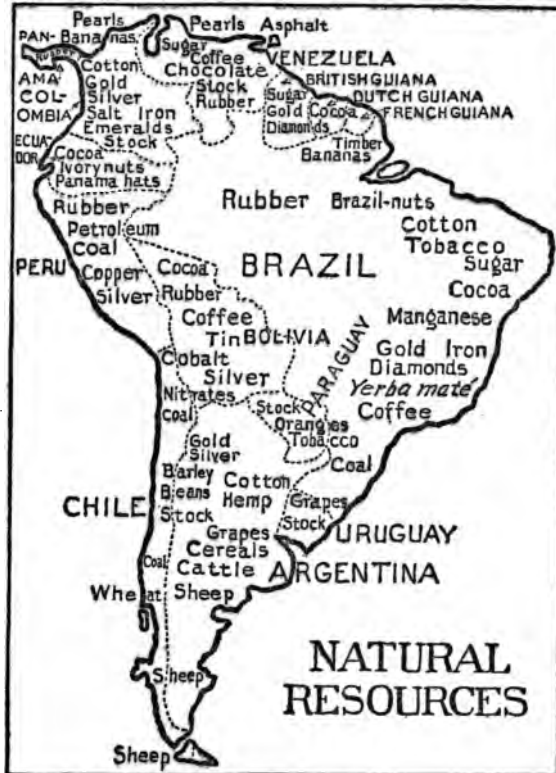 Pearls Pearls Asphalt
PAN- Bananas
Rubber Sugar Coffee
AMA Cotton Chocolate VENEZUELA
COL- Gold Stock BRITISH GUIANA
OMBIA Silver Rubber Sugar DUTCH GUIANA
Salt Iron Gold Cocoa FRENCH GUIANA
Emeralds Diamonds
ECUA- Stock Timber
DOR Cocoa Bananas
Ivory nuts
Panama hats
Rubber Rubber Brazil-nuts
Petroleum Cotton
Coal Tobacco
PERU Copper Cocoa BRAZIL Sugar
Silver Rubber Cocoa
Coffee Manganese
Tin BOLIVIA
Cobalt PARAGUAY Gold Iron
Silver Diamonds
Nitrates Yerba maté
Coal Stock Coffee
Oranges
Gold Tobacco
Silver Coal
Barley Cotton
Beans Hemp Grapes
CHILE Stock Stock
Grapes URUGUAY
Cereals
Coal Cattle ARGENTINA
Wheat Sheep
NATURAL
Sheep RESOURCES
Sheep